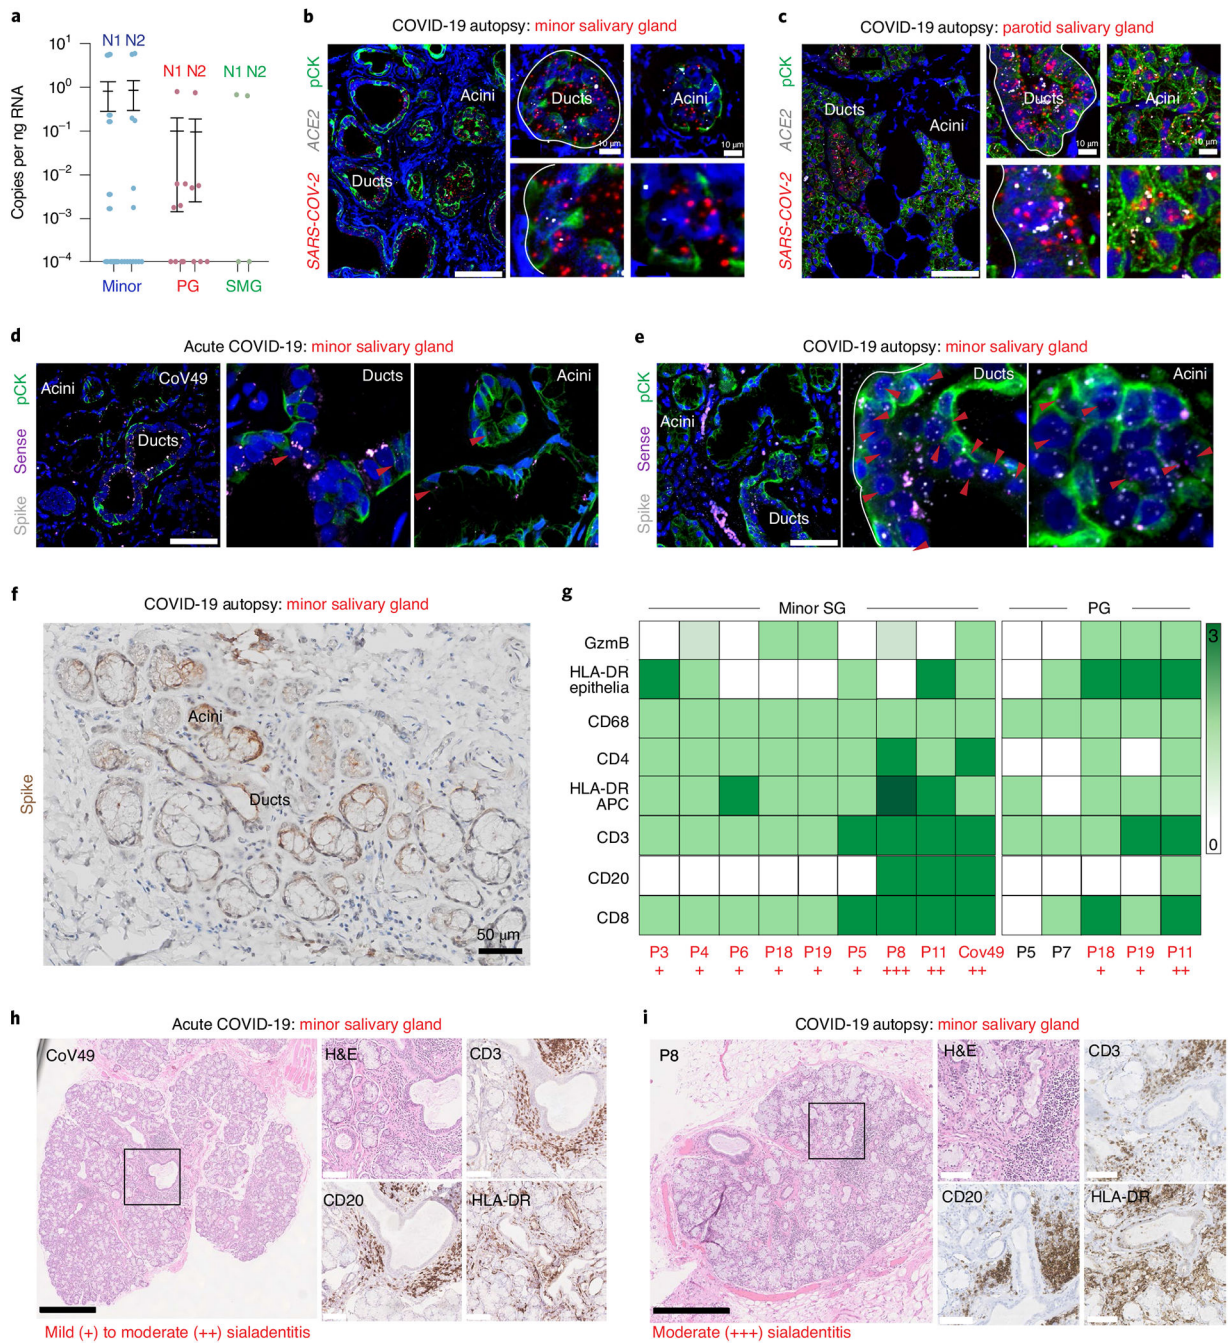 a
N1 N2
N1 N2
N1 N2
Copies per ng RNA
10¹
10⁰
10⁻¹
10⁻²
10⁻³
10⁻⁴
Minor
PG
SMG
b
COVID-19 autopsy: minor salivary gland
SARS-COV-2 ACE2 pCK
Acini
Ducts
Ducts
10 µm
Acini
10 µm
c
COVID-19 autopsy: parotid salivary gland
SARS-COV-2 ACE2 pCK
Ducts
Acini
Ducts
10 µm
Acini
10 µm
d
Acute COVID-19: minor salivary gland
Spike Sense pCK
Acini
CoV49
Ducts
Ducts
Acini
e
COVID-19 autopsy: minor salivary gland
Spike Sense pCK
Acini
Ducts
Ducts
Acini
f
COVID-19 autopsy: minor salivary gland
Spike
Acini
Ducts
50 µm
g
Minor SG
PG
GzmB
HLA-DR
epithelia
CD68
CD4
HLA-DR
APC
CD3
CD20
CD8
3
0
P3 P4 P6 P18 P19 P5 P8 P11 Cov49 P5 P7 P18 P19 P11
+ + + + + + +++ ++ ++ + + ++
h
Acute COVID-19: minor salivary gland
CoV49
H&E
CD3
CD20
HLA-DR
Mild (+) to moderate (++) sialadentitis
i
COVID-19 autopsy: minor salivary gland
P8
H&E
CD3
CD20
HLA-DR
Moderate (+++) sialadentitis